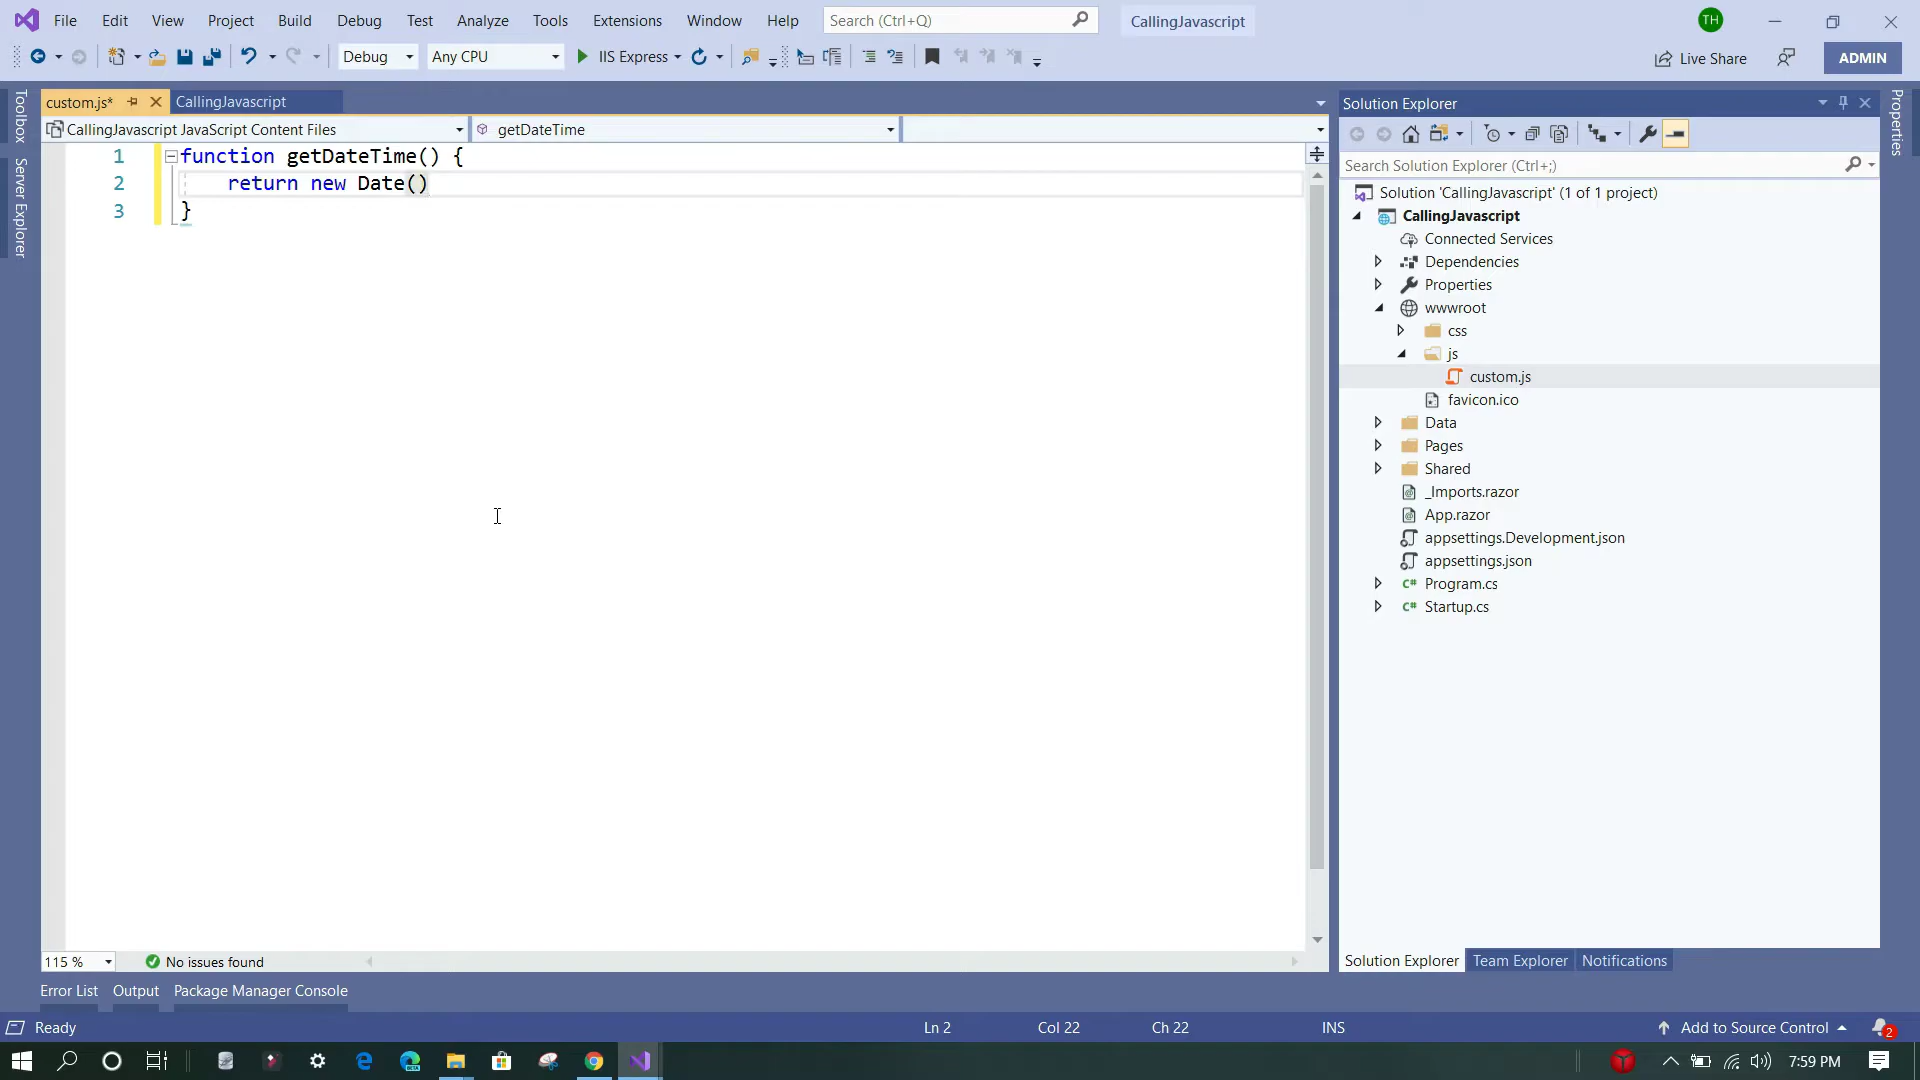 File Edit View Project Build Debug Test Analyze Tools Extensions Window Help Search (Ctrl+Q) CallingJavascript TH
Debug Any CPU IIS Express Live Share ADMIN
custom.js* CallingJavascript
CallingJavascript JavaScript Content Files getDateTime
1 function getDateTime() {
2 return new Date()
3 }
Toolbox
Server Explorer
115 % No issues found
Solution Explorer
Search Solution Explorer (Ctrl+;)
Solution 'CallingJavascript' (1 of 1 project)
CallingJavascript
Connected Services
Dependencies
Properties
wwwroot
css
js
custom.js
favicon.ico
Data
Pages
Shared
_Imports.razor
App.razor
appsettings.Development.json
appsettings.json
C# Program.cs
C# Startup.cs
Solution Explorer Team Explorer Notifications
Properties
Error List Output Package Manager Console
Ready Ln 2 Col 22 Ch 22 INS Add to Source Control 2
BETA 7:59 PM